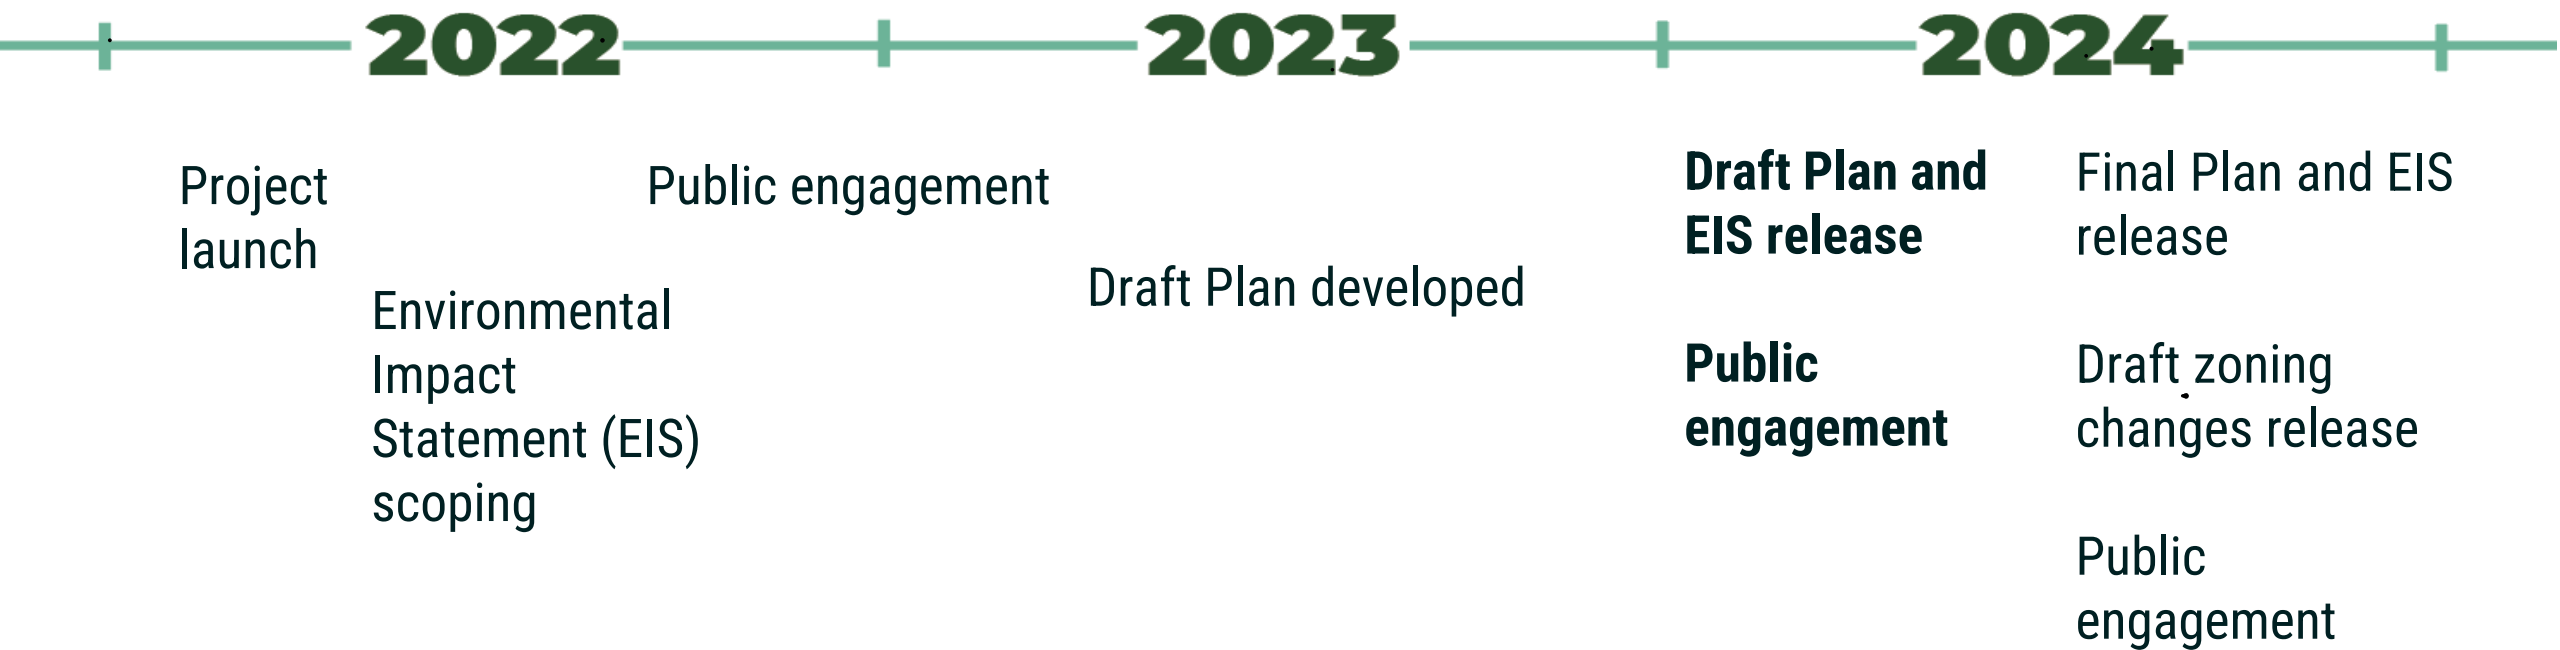 2022
2023
2024
Project
launch
Environmental
Impact
Statement (EIS)
scoping
Public engagement
Draft Plan developed
Draft Plan and
EIS release
Public
engagement
Final Plan and EIS
release
Draft zoning
changes release
Public
engagement